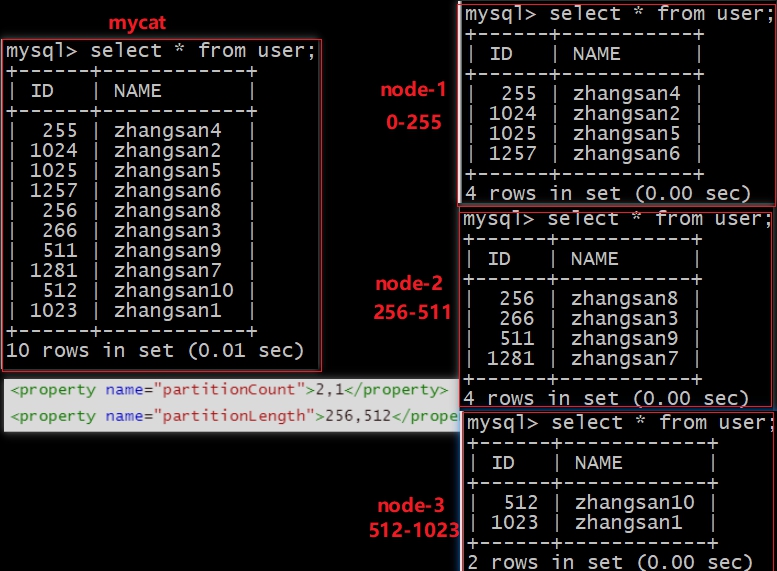 mycat
mysql> select * from user;
+------+-------------+
| ID | NAME |
+------+-------------+
| 255 | zhangsan4 |
| 1024 | zhangsan2 |
| 1025 | zhangsan5 |
| 1257 | zhangsan6 |
| 256 | zhangsan8 |
| 266 | zhangsan3 |
| 511 | zhangsan9 |
| 1281 | zhangsan7 |
| 512 | zhangsan10 |
| 1023 | zhangsan1 |
+------+-------------+
10 rows in set (0.01 sec)
<property name="partitionCount">2,1</property>
<property name="partitionLength">256,512</prope
node-1
0-255
mysql> select * from user;
+------+------------+
| ID | NAME |
+------+------------+
| 255 | zhangsan4 |
| 1024 | zhangsan2 |
| 1025 | zhangsan5 |
| 1257 | zhangsan6 |
+------+------------+
4 rows in set (0.00 sec)
node-2
256-511
mysql> select * from user;
+------+------------+
| ID | NAME |
+------+------------+
| 256 | zhangsan8 |
| 266 | zhangsan3 |
| 511 | zhangsan9 |
| 1281 | zhangsan7 |
+------+------------+
4 rows in set (0.00 sec)
node-3
512-1023
mysql> select * from user;
+------+-------------+
| ID | NAME |
+------+-------------+
| 512 | zhangsan10 |
| 1023 | zhangsan1 |
+------+-------------+
2 rows in set (0.00 sec)